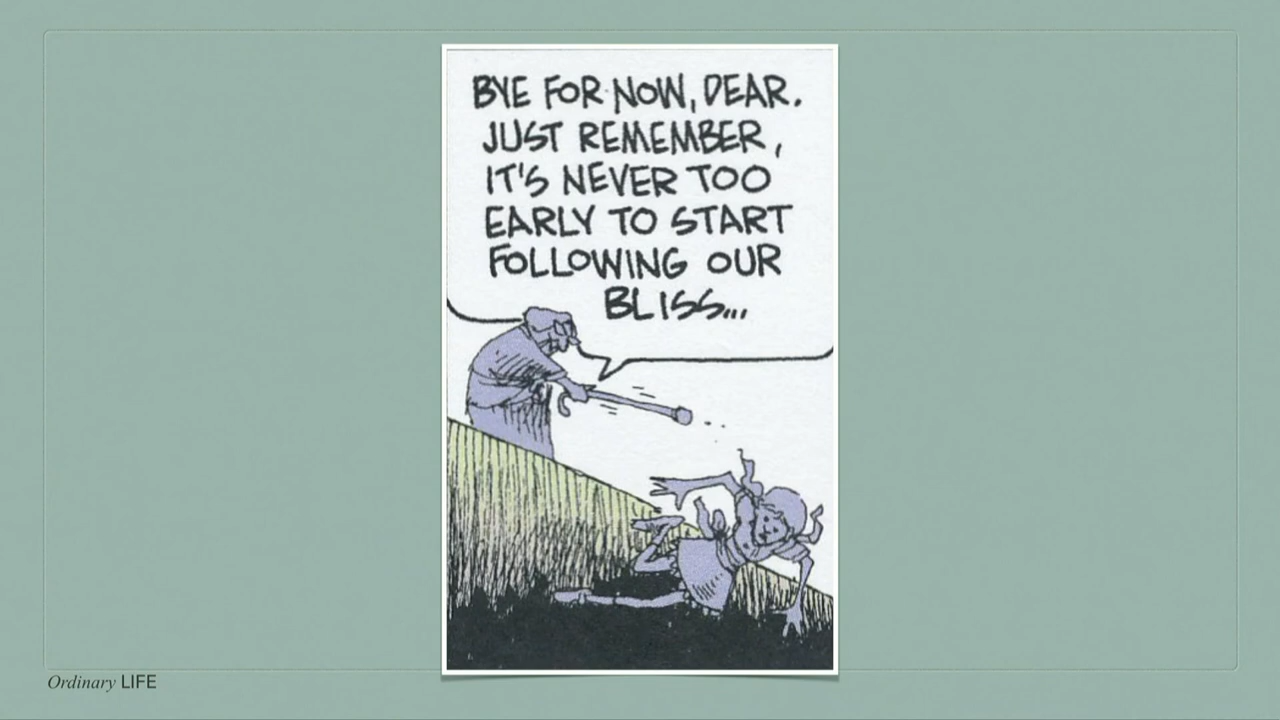 BYE FOR NOW, DEAR.
JUST REMEMBER,
IT'S NEVER TOO
EARLY TO START
FOLLOWING OUR
BLISS...
Ordinary LIFE